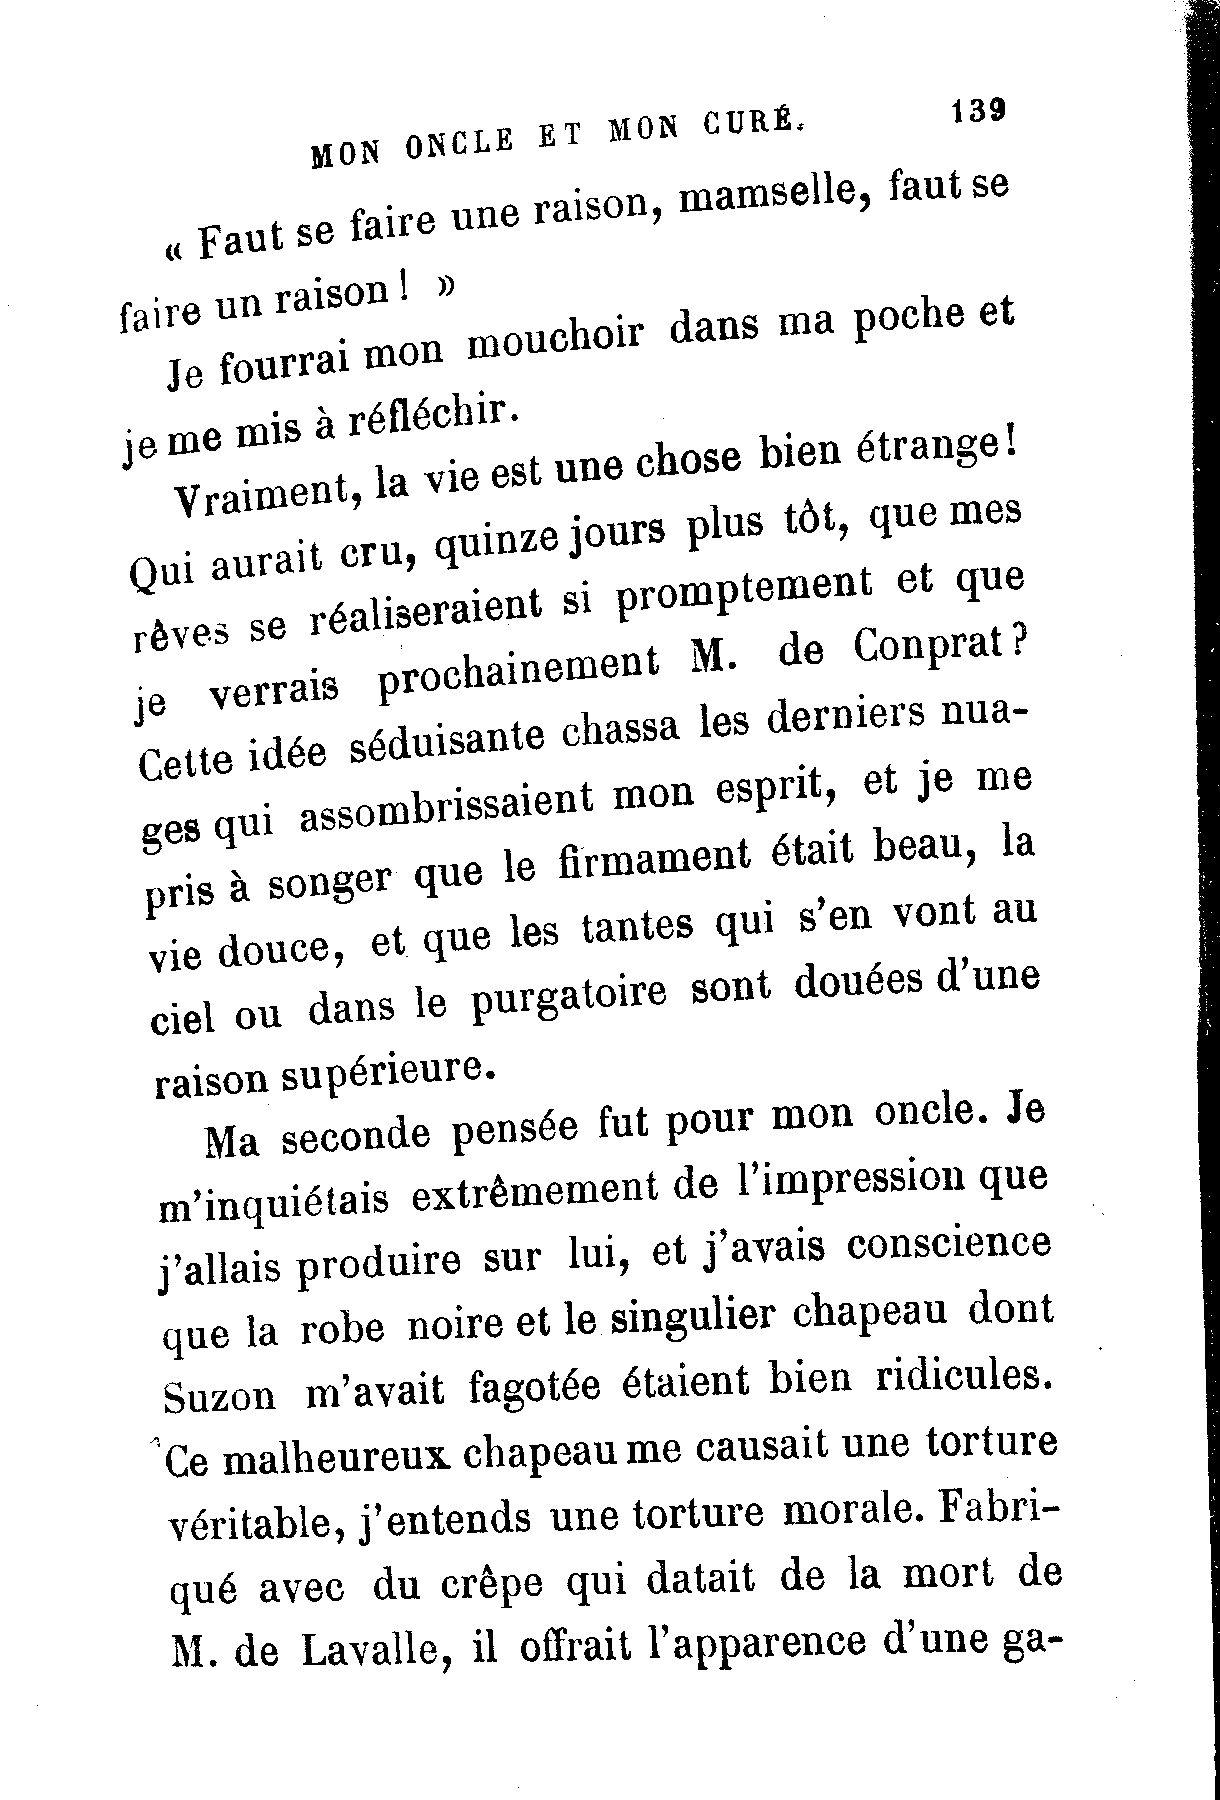 MON ONCLE ET MON CURÉ. 139
« Faut se faire une raison, mamselle, faut se
faire un raison ! »
Je fourrai mon mouchoir dans ma poche et
je me mis à réfléchir.
Vraiment, la vie est une chose bien étrange!
Qui aurait cru, quinze jours plus tôt, que mes
rêves se réaliseraient si promptement et que
je verrais prochainement M. de Conprat?
Cette idée séduisante chassa les derniers nua-
ges qui assombrissaient mon esprit, et je me
pris à songer que le firmament était beau, la
vie douce, et que les tantes qui s'en vont au
ciel ou dans le purgatoire sont douées d'une
raison supérieure.
Ma seconde pensée fut pour mon oncle. Je
m'inquiétais extrêmement de l'impression que
j'allais produire sur lui, et j'avais conscience
que la robe noire et le singulier chapeau dont
Suzon m'avait fagotée étaient bien ridicules.
Ce malheureux chapeau me causait une torture
véritable, j'entends une torture morale. Fabri-
qué avec du crêpe qui datait de la mort de
M. de Lavalle, il offrait l'apparence d'une ga-